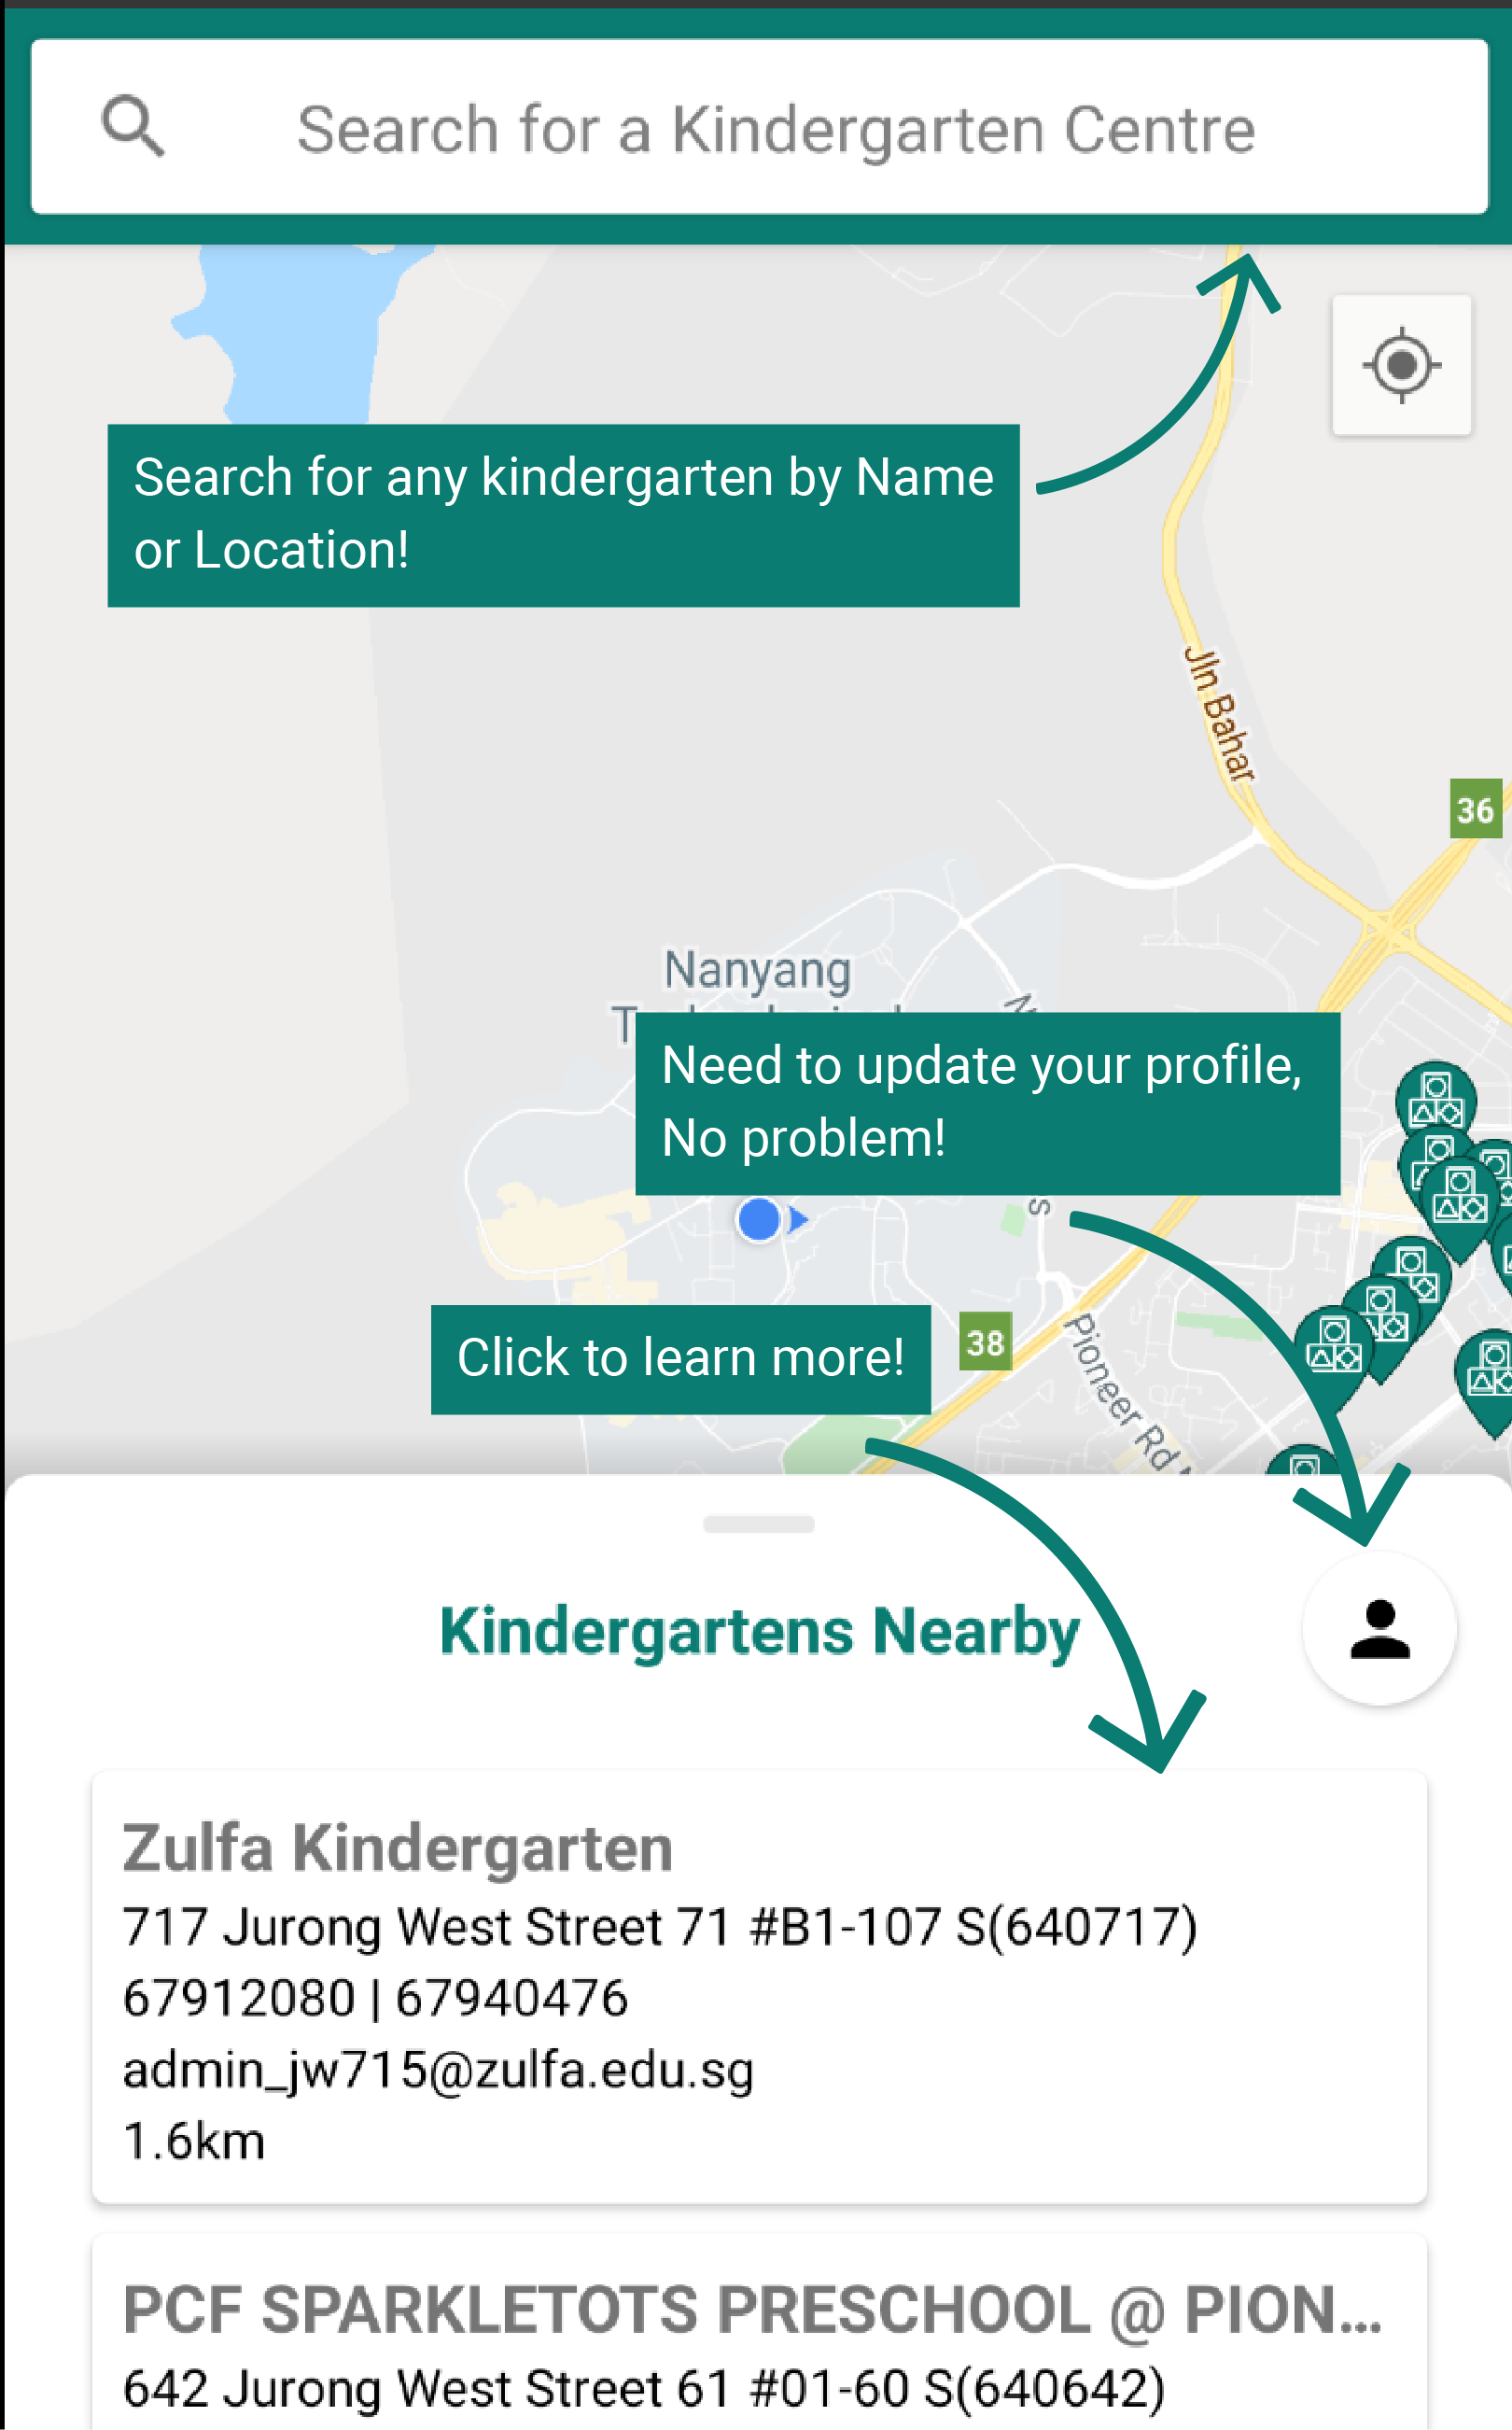 Search for a Kindergarten Centre
Search for any kindergarten by Name
or Location!
Jln Bahar
36
Nanyang
Need to update your profile,
No problem!
Click to learn more!
38
Pioneer Rd
Kindergartens Nearby
Zulfa Kindergarten
717 Jurong West Street 71 #B1-107 S(640717)
67912080 | 67940476
admin_jw715@zulfa.edu.sg
1.6km
PCF SPARKLETOTS PRESCHOOL @ PION...
642 Jurong West Street 61 #01-60 S(640642)